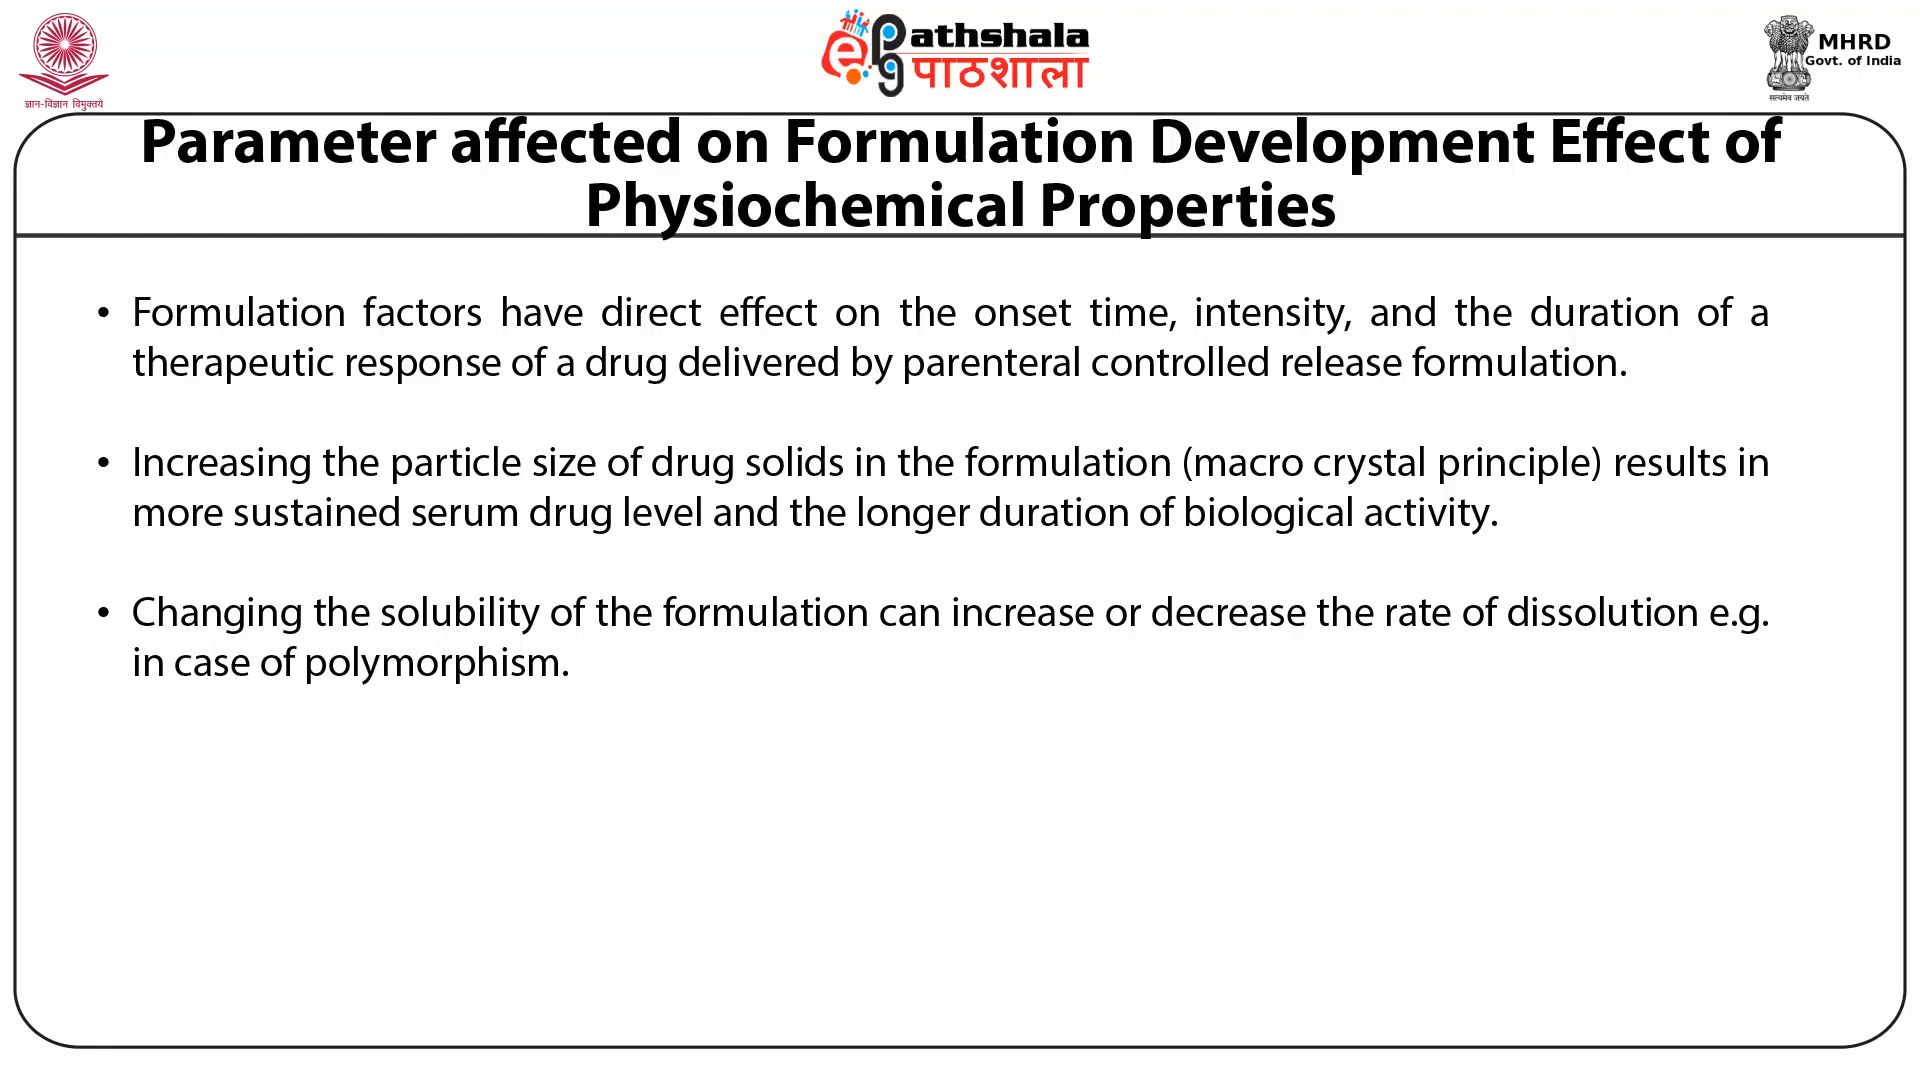 ज्ञान-विज्ञान विमुक्तये
ePathshala
पाठशाला
MHRD
Govt. of India
सत्यमेव जयते
Parameter affected on Formulation Development Effect of
Physiochemical Properties
• Formulation factors have direct effect on the onset time, intensity, and the duration of a
therapeutic response of a drug delivered by parenteral controlled release formulation.
• Increasing the particle size of drug solids in the formulation (macro crystal principle) results in
more sustained serum drug level and the longer duration of biological activity.
• Changing the solubility of the formulation can increase or decrease the rate of dissolution e.g.
in case of polymorphism.